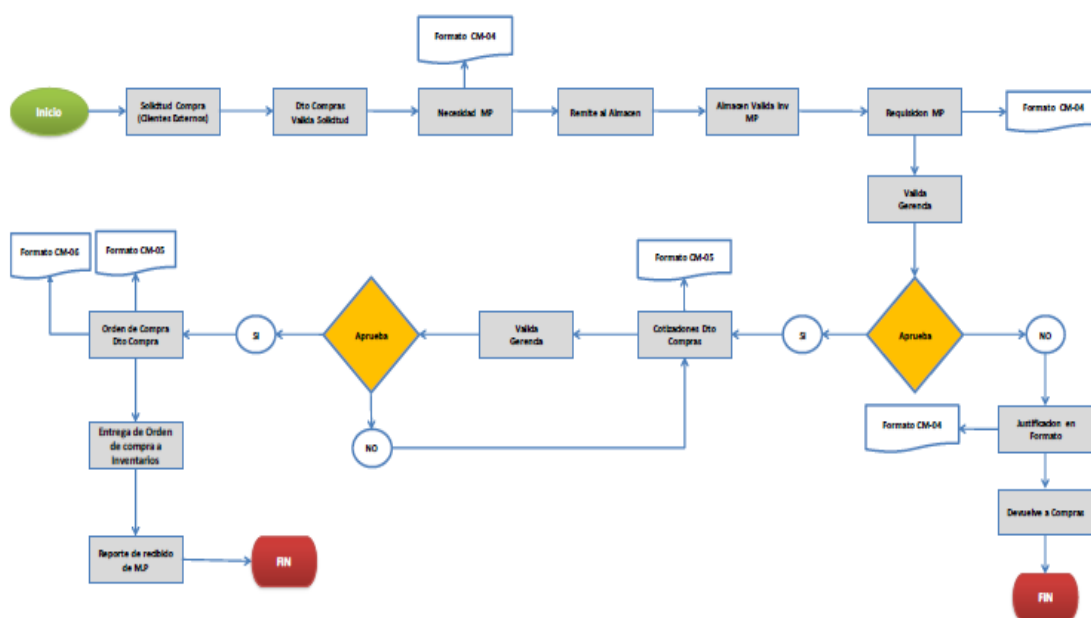 Formato CM-04
Inicio
Solicitud Compra
(Clientes Externos)
Dto Compras
Valida Solicitud
Necesidad MP
Remite al Almacen
Almacen Valida Inv
MP
Requisicion MP
Formato CM-04
Valida
Gerencia
Formato CM-06
Formato CM-05
Formato CM-05
Orden de Compra
Dto Compra
SI
Aprueba
Valida
Gerencia
Cotizaciones Dto
Compras
SI
Aprueba
NO
Entrega de Orden
de compra a
Inventarios
NO
Formato CM-04
Justificacion en
Formato
Devuelve a Compras
Reporte de recibido
de M.P
FIN
FIN